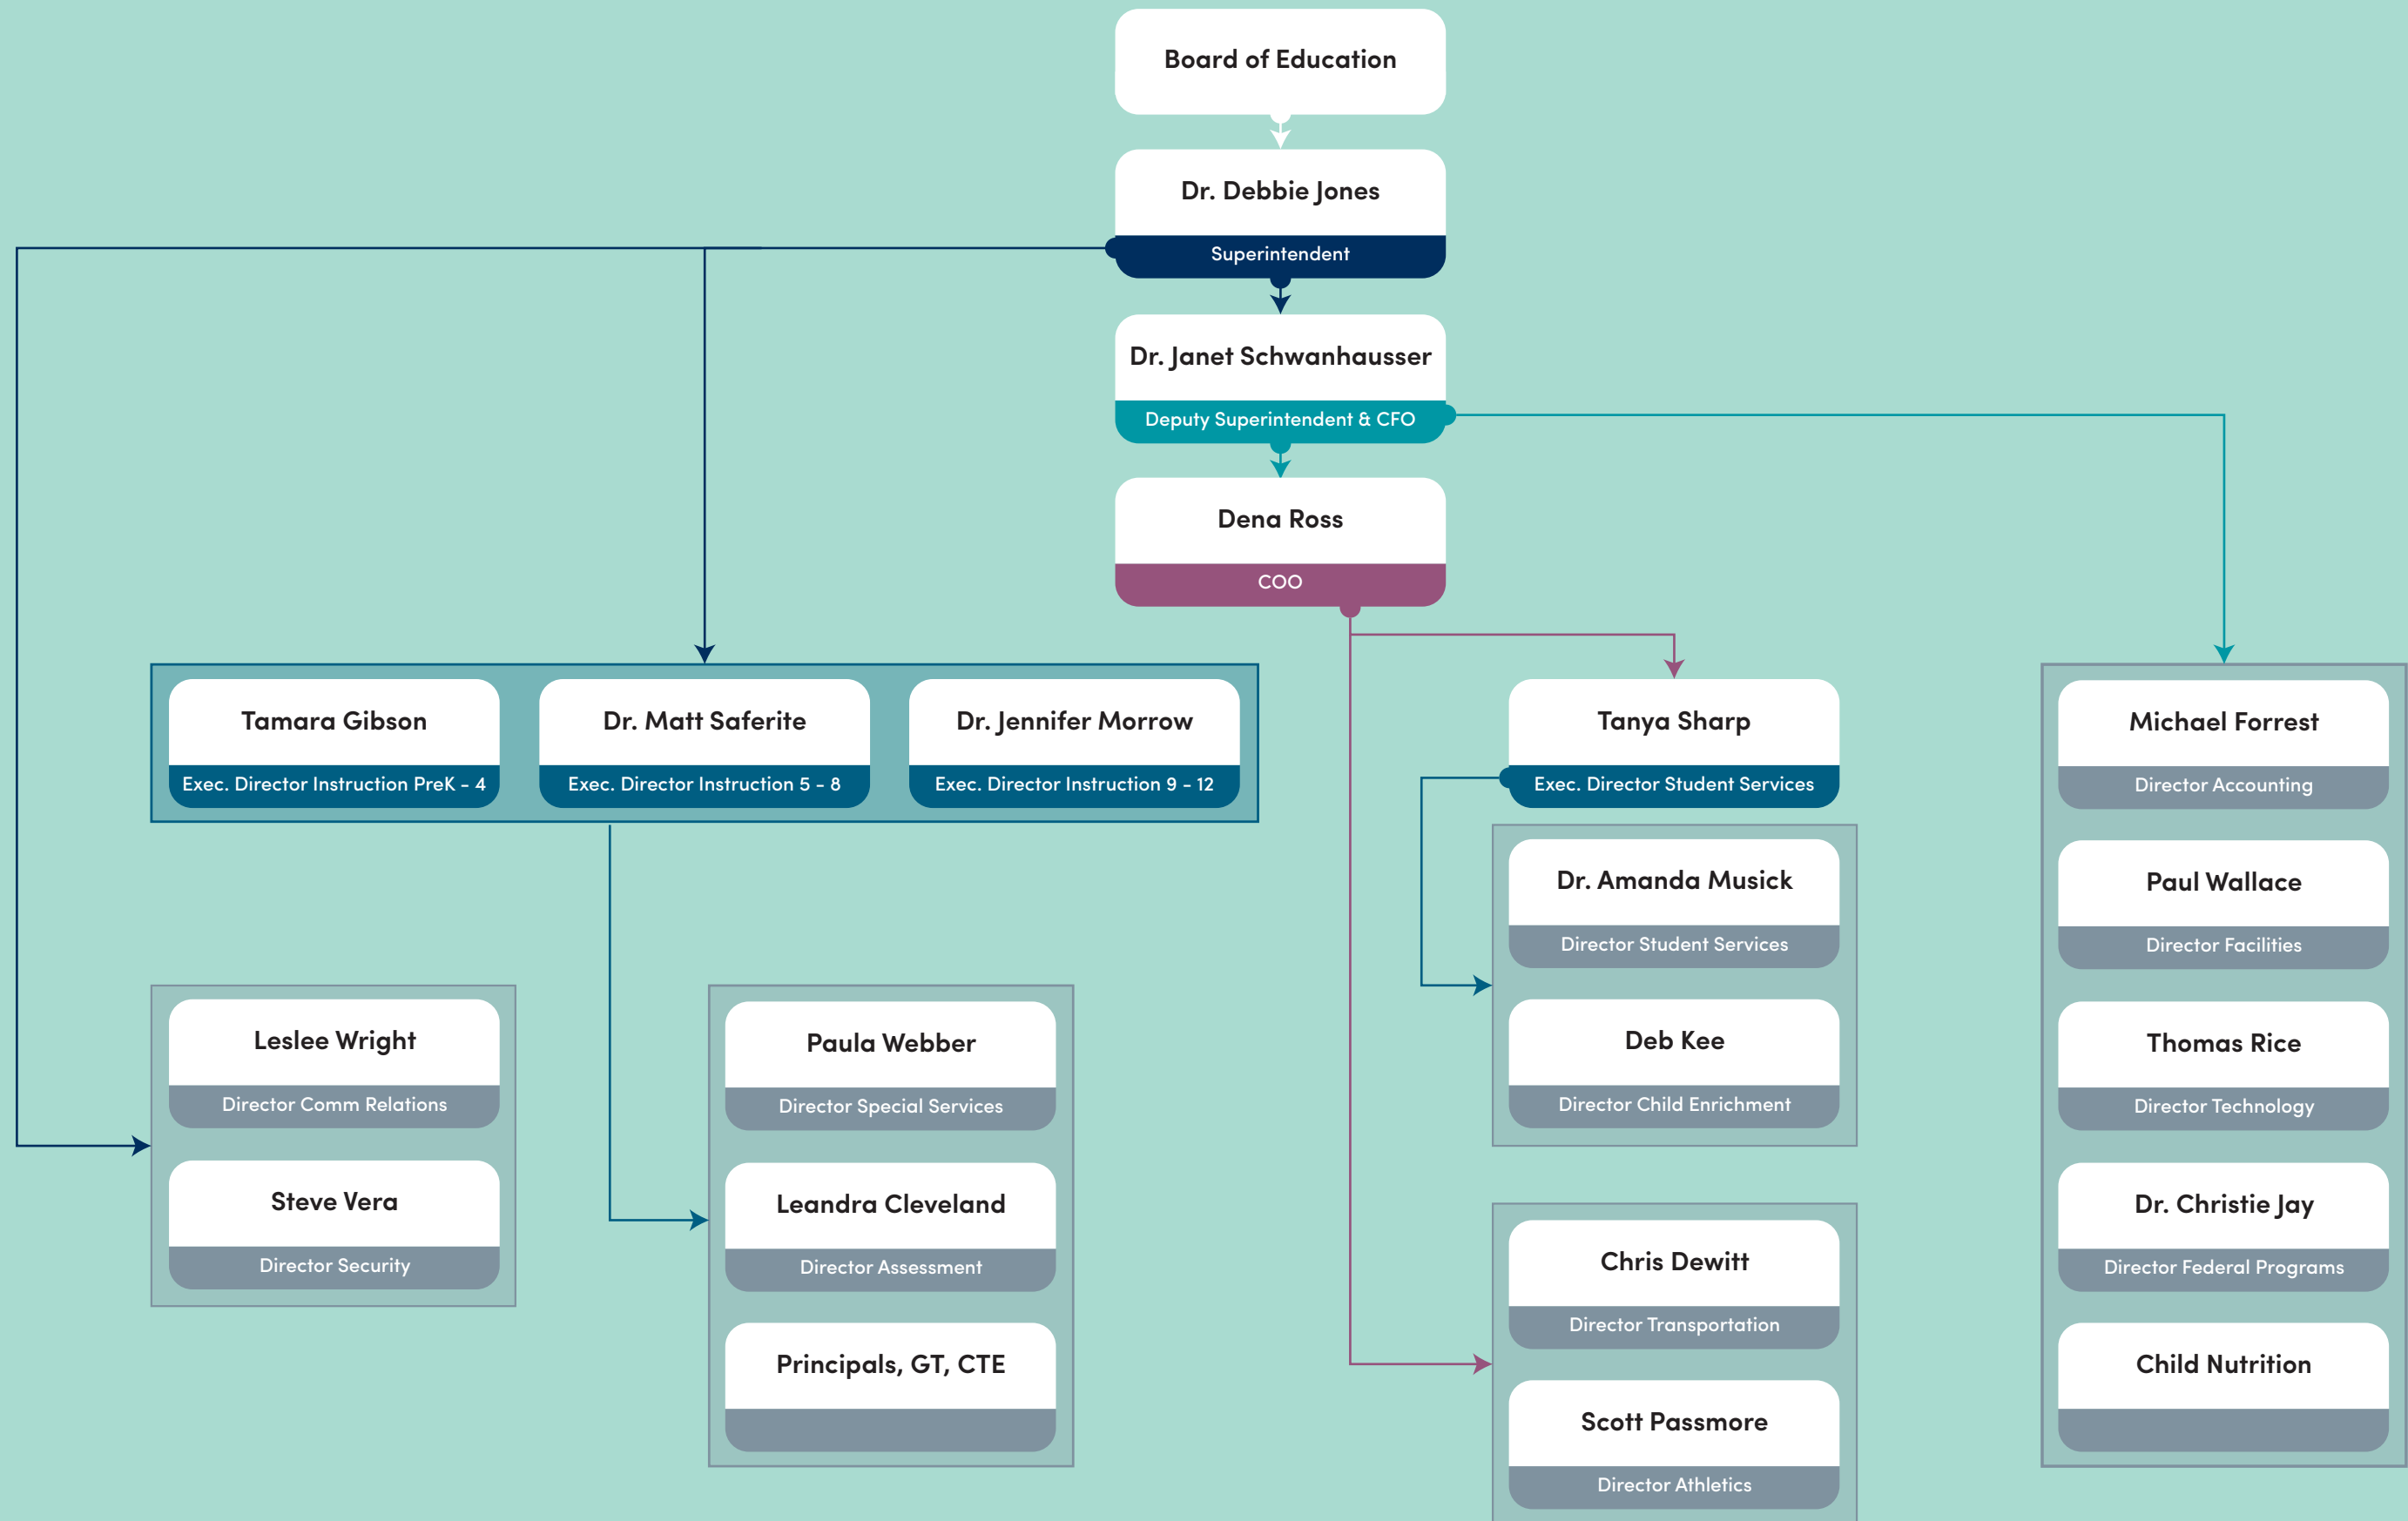 Board of Education
Dr. Debbie Jones
Superintendent
Dr. Janet Schwanhausser
Deputy Superintendent & CFO
Dena Ross
COO
Tamara Gibson
Exec. Director Instruction PreK - 4
Dr. Matt Saferite
Exec. Director Instruction 5 - 8
Dr. Jennifer Morrow
Exec. Director Instruction 9 - 12
Leslee Wright
Director Comm Relations
Steve Vera
Director Security
Paula Webber
Director Special Services
Leandra Cleveland
Director Assessment
Principals, GT, CTE
Tanya Sharp
Exec. Director Student Services
Dr. Amanda Musick
Director Student Services
Deb Kee
Director Child Enrichment
Chris Dewitt
Director Transportation
Scott Passmore
Director Athletics
Michael Forrest
Director Accounting
Paul Wallace
Director Facilities
Thomas Rice
Director Technology
Dr. Christie Jay
Director Federal Programs
Child Nutrition